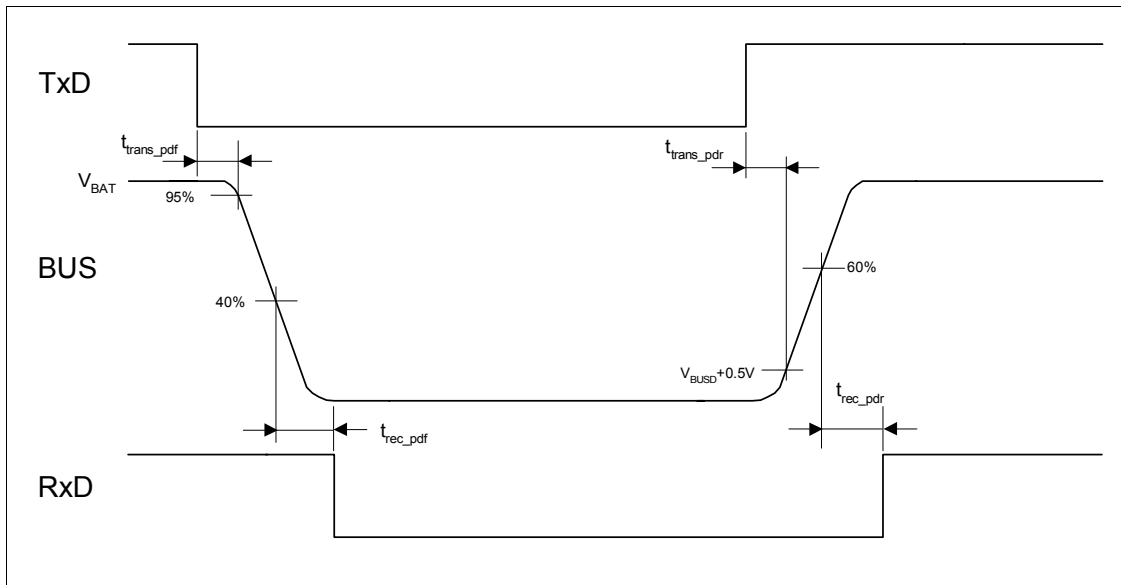 TxD
t_trans_pdf
t_trans_pdr
V_BAT
95%
BUS
60%
40%
V_BUSD+0.5V
t_rec_pdr
t_rec_pdf
RxD